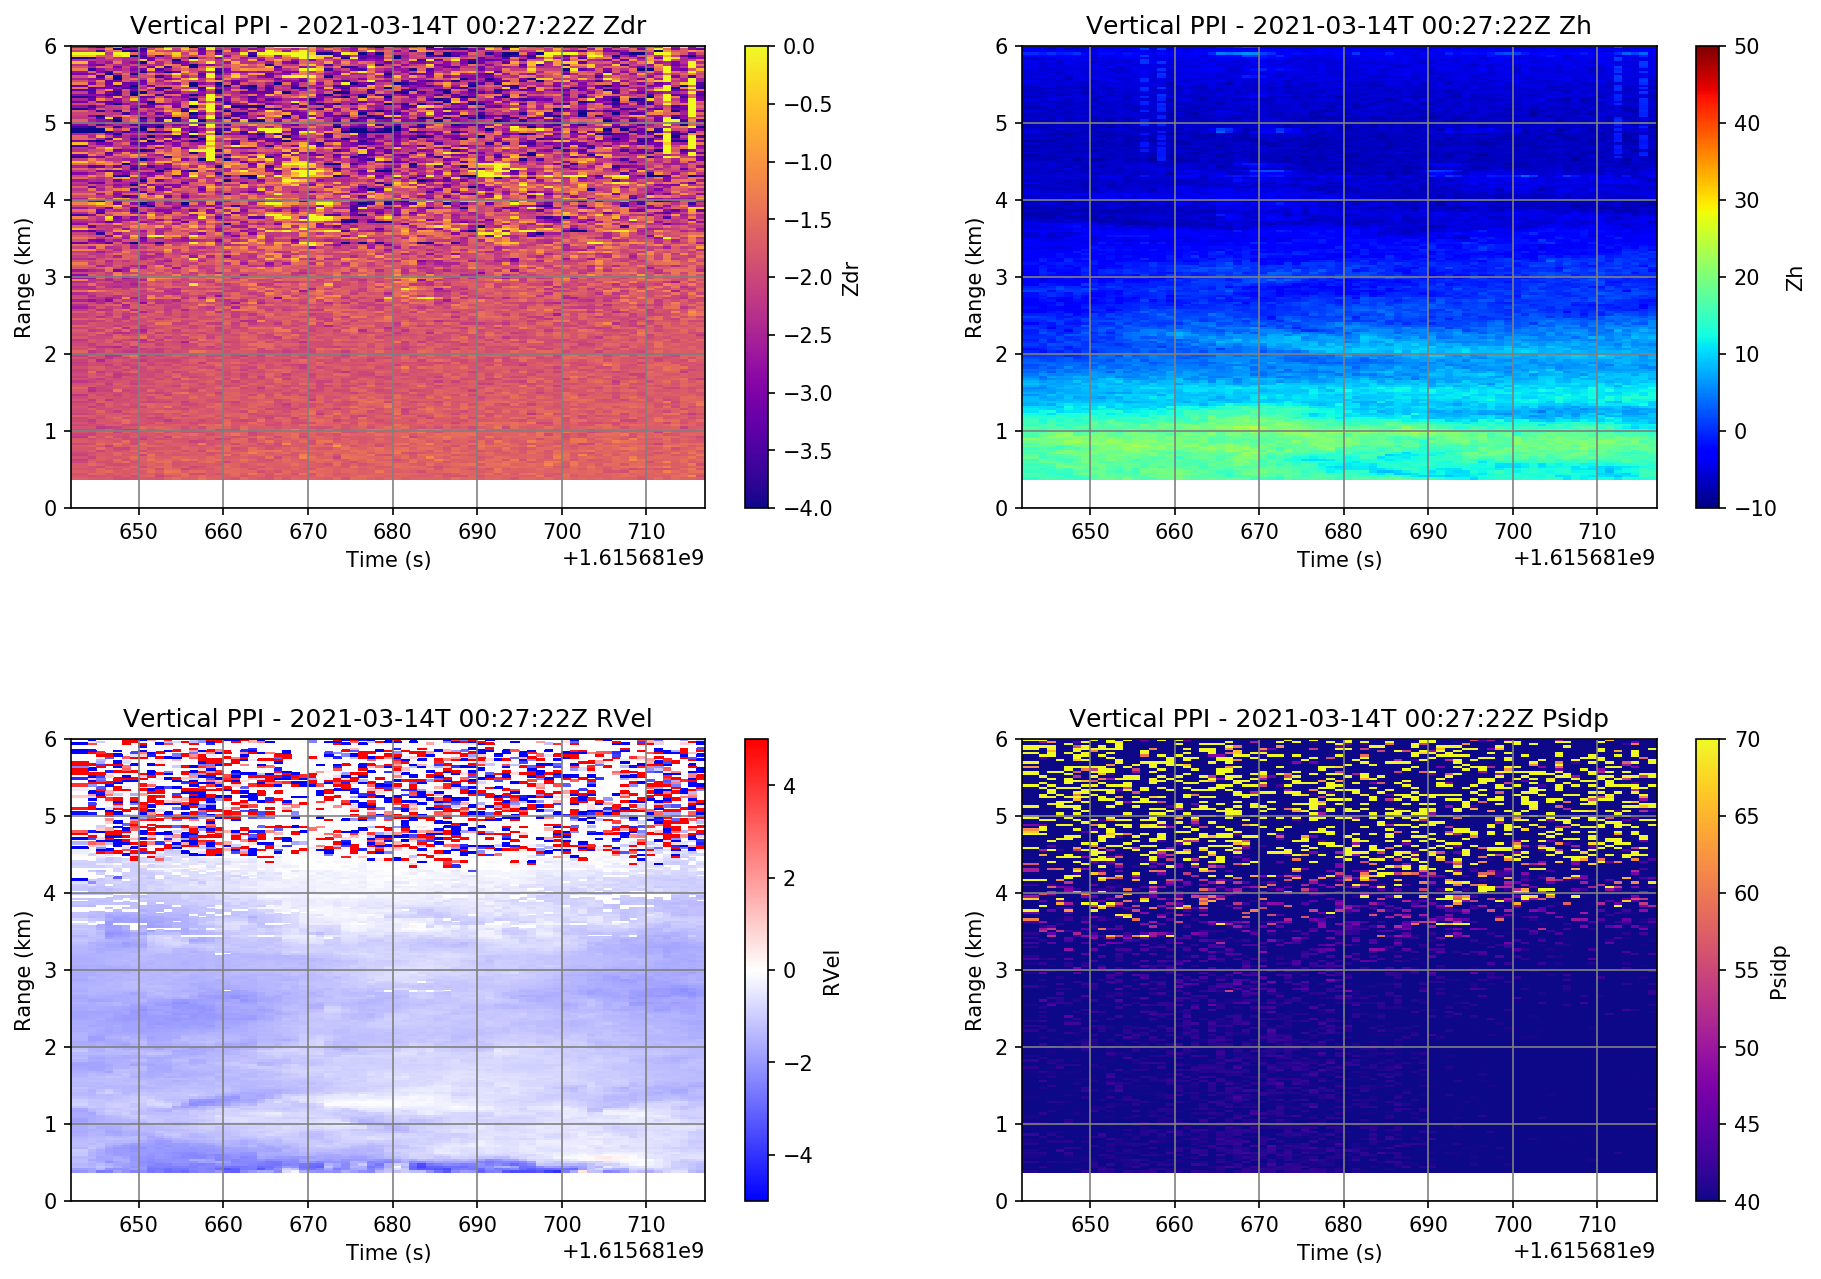 Vertical PPI - 2021-03-14T 00:27:22Z Zdr
6
5
4
3
2
1
0
Range (km)
650 660 670 680 690 700 710
Time (s)
+1.615681e9
0.0
−0.5
−1.0
−1.5
−2.0
−2.5
−3.0
−3.5
−4.0
Zdr
Vertical PPI - 2021-03-14T 00:27:22Z Zh
6
5
4
3
2
1
0
Range (km)
650 660 670 680 690 700 710
Time (s)
+1.615681e9
50
40
30
20
10
0
−10
Zh
Vertical PPI - 2021-03-14T 00:27:22Z RVel
6
5
4
3
2
1
0
Range (km)
650 660 670 680 690 700 710
Time (s)
+1.615681e9
4
2
0
−2
−4
RVel
Vertical PPI - 2021-03-14T 00:27:22Z Psidp
6
5
4
3
2
1
0
Range (km)
650 660 670 680 690 700 710
Time (s)
+1.615681e9
70
65
60
55
50
45
40
Psidp